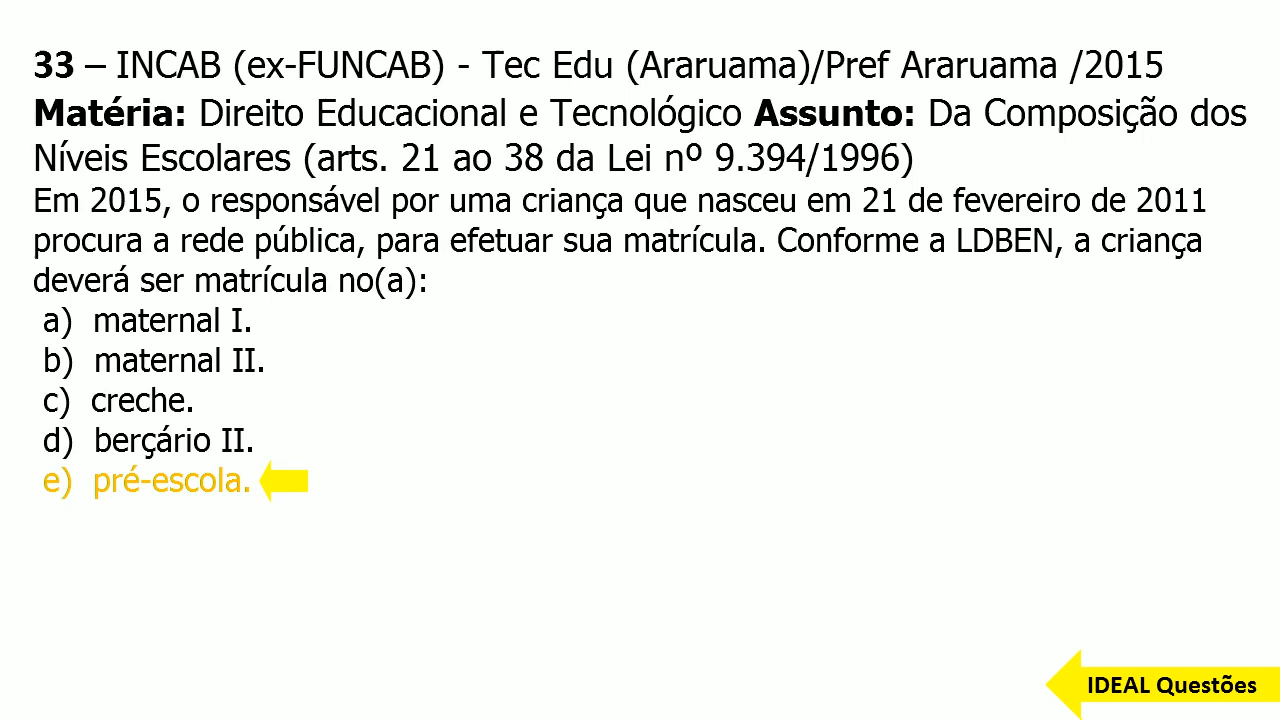 33 – INCAB (ex-FUNCAB) - Tec Edu (Araruama)/Pref Araruama /2015
Matéria: Direito Educacional e Tecnológico Assunto: Da Composição dos
Níveis Escolares (arts. 21 ao 38 da Lei nº 9.394/1996)
Em 2015, o responsável por uma criança que nasceu em 21 de fevereiro de 2011
procura a rede pública, para efetuar sua matrícula. Conforme a LDBEN, a criança
deverá ser matrícula no(a):
a) maternal I.
b) maternal II.
c) creche.
d) berçário II.
e) pré-escola.
IDEAL Questões